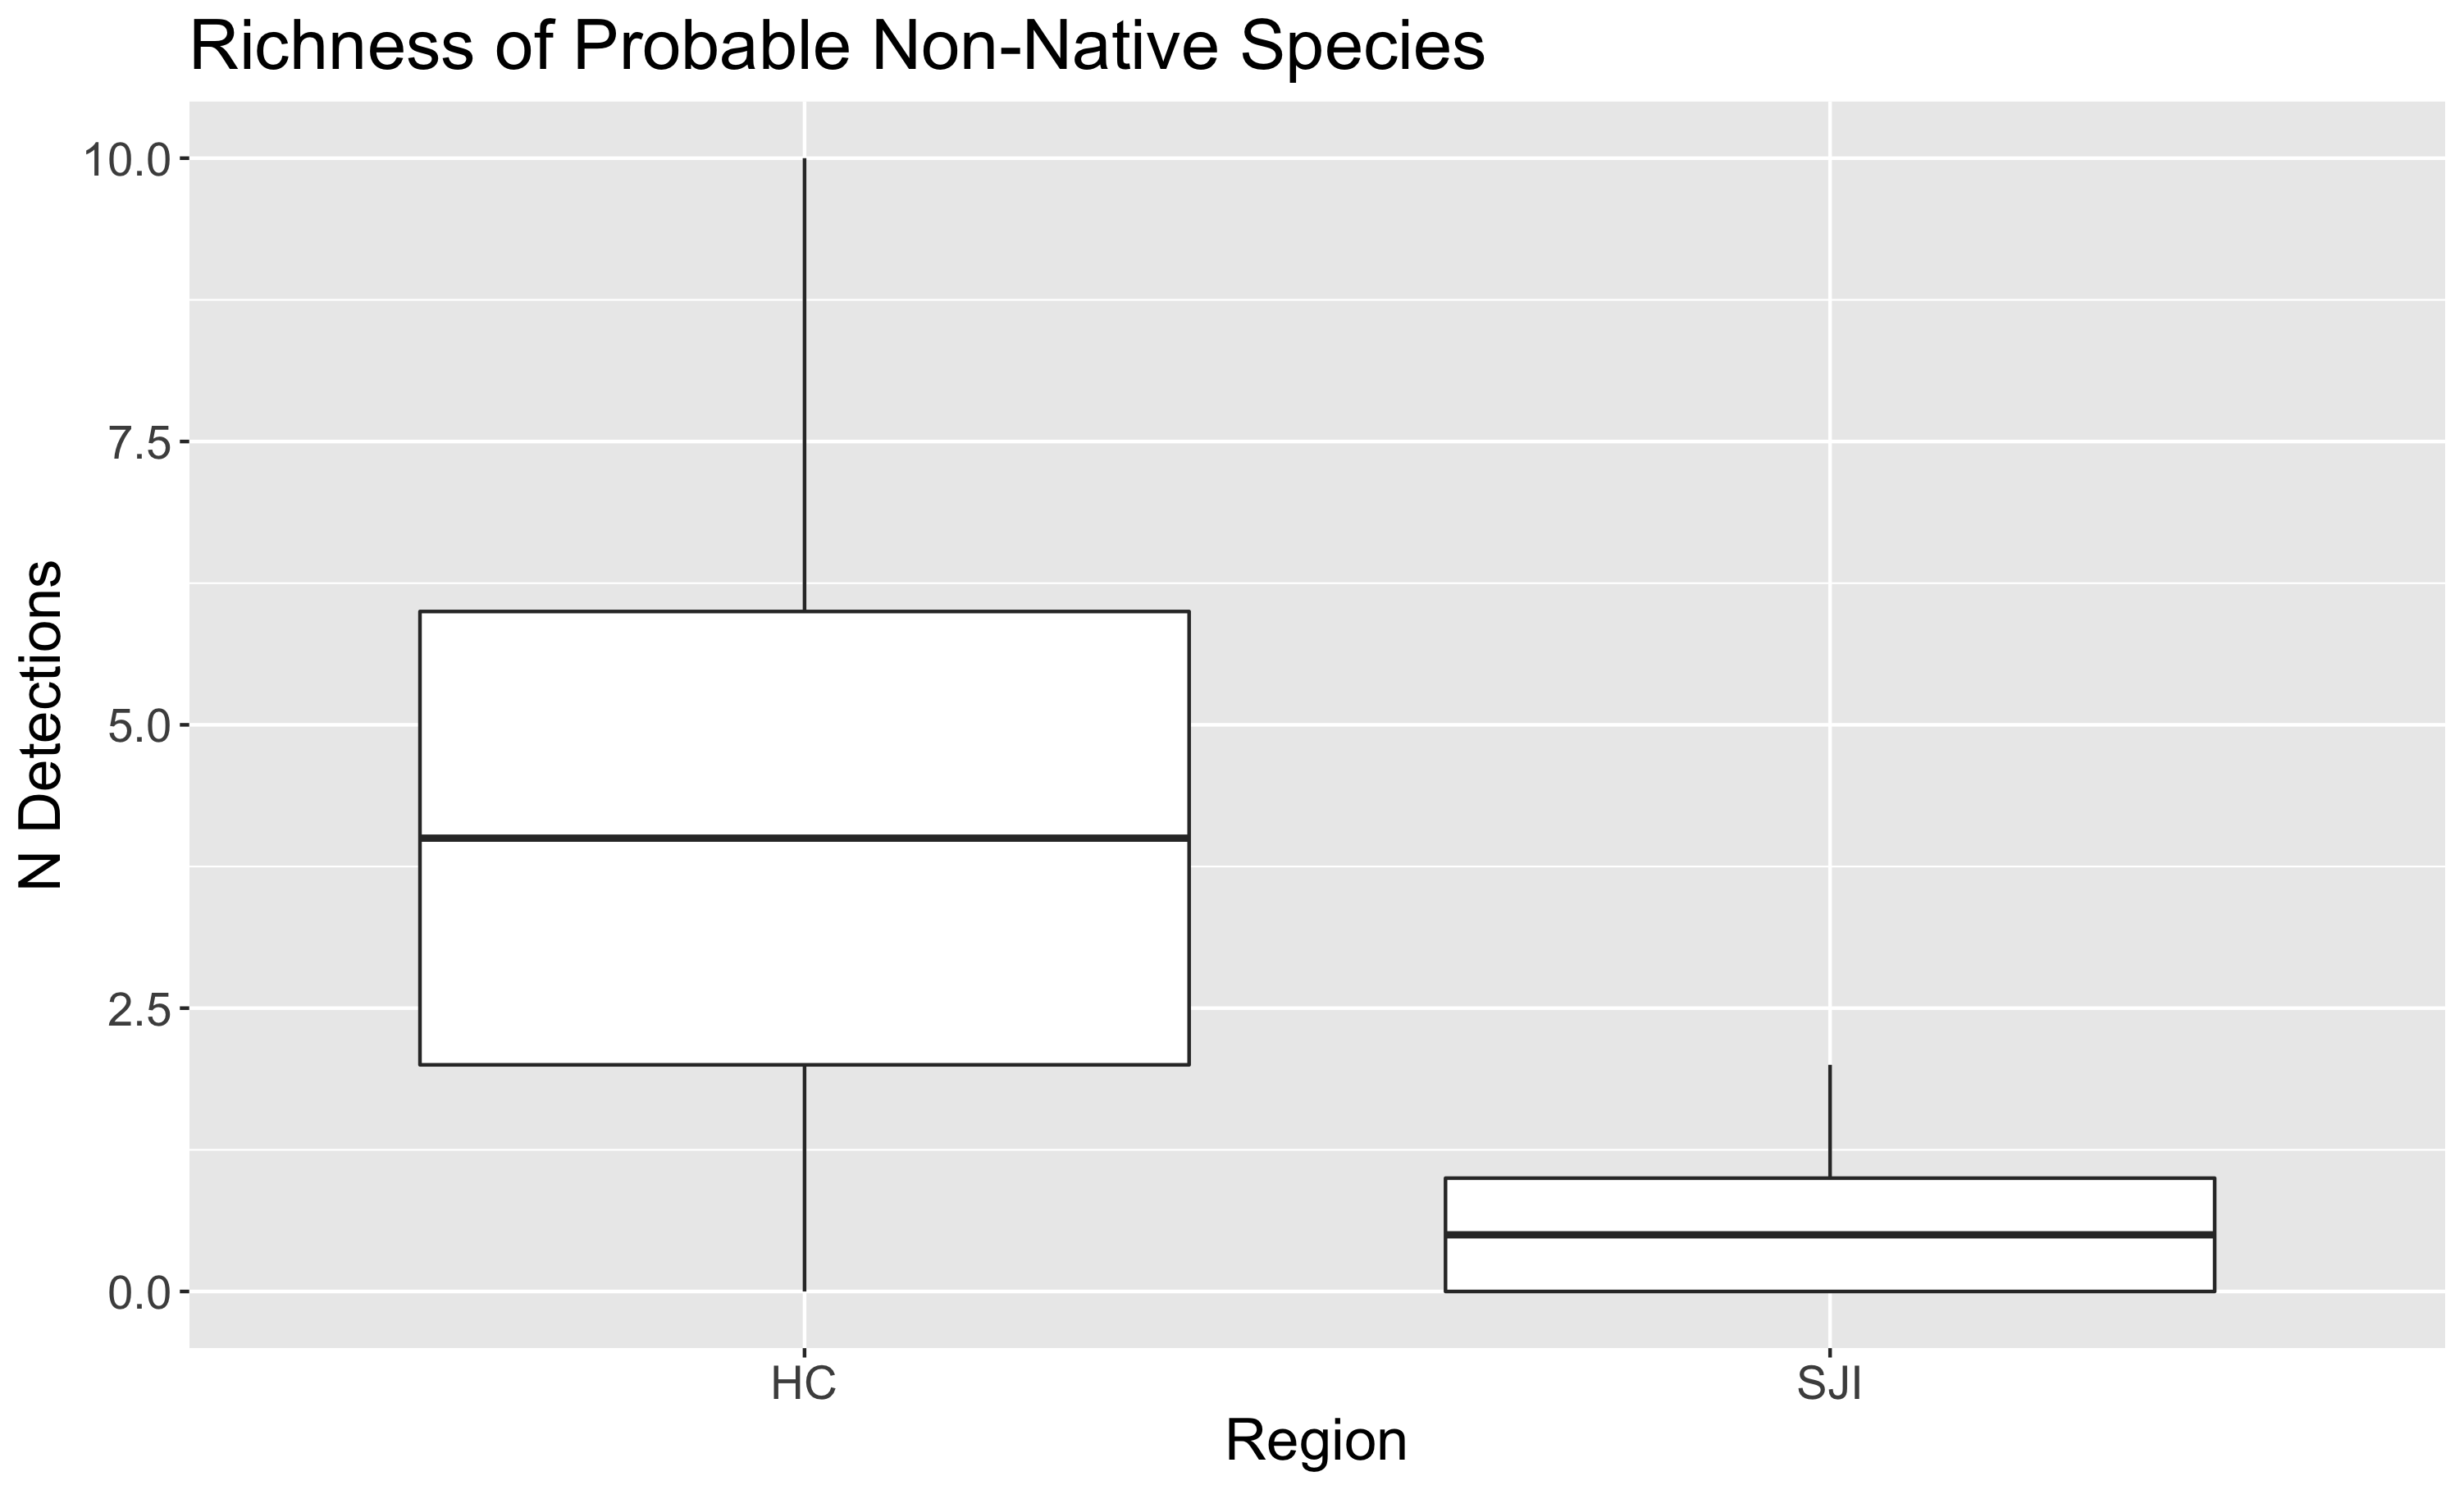 Richness of Probable Non-Native Species
N Detections
10.0
7.5
5.0
2.5
0.0
HC
SJI
Region